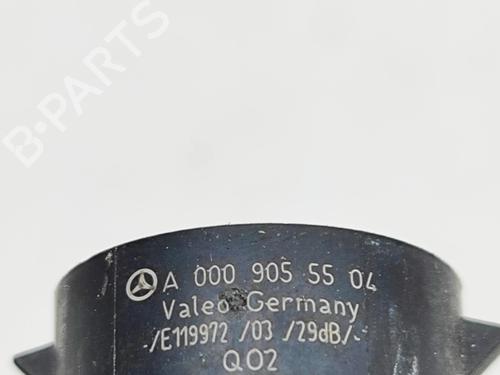 B-PARTS
A 000 905 55 04
Valeo Germany
-/E119972 /03 /29dB/-
Q02